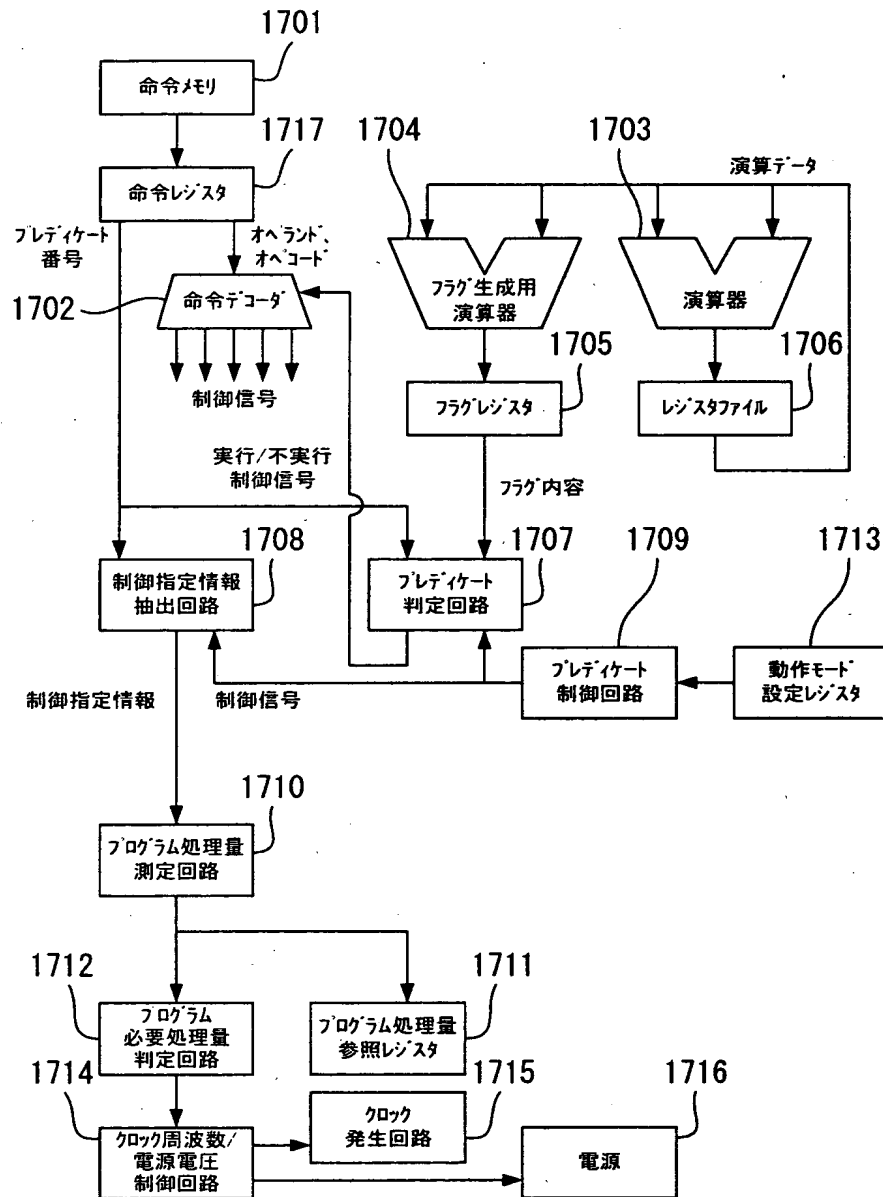 1701
命令メモリ
1717
命令レジスタ
1704
1703
演算データ
プレディケート
番号
オペランド、
オペコード
1702
命令デコーダ
フラグ生成用
演算器
演算器
制御信号
1705
フラグレジスタ
1706
レジスタファイル
実行/不実行
制御信号
フラグ内容
1708
制御指定情報
抽出回路
1707
プレディケート
判定回路
1709
プレディケート
制御回路
1713
動作モード
設定レジスタ
制御指定情報
制御信号
1710
プログラム処理量
測定回路
1712
プログラム
必要処理量
判定回路
1711
プログラム処理量
参照レジスタ
1714
クロック周波数/
電源電圧
制御回路
1715
クロック
発生回路
1716
電源